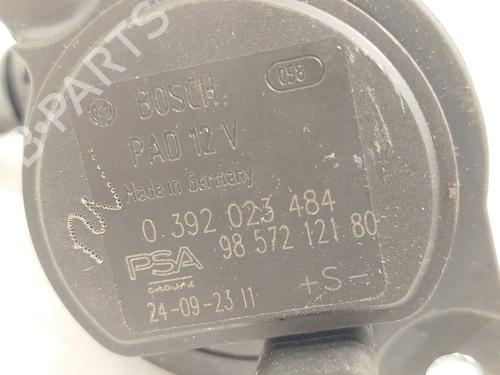 B-PARTS
BOSCH
058
PAD 12 V
Made in Germany
0 392 023 484
PSA 98 572 121 80
GROUPE
24-09-23 11
+S-